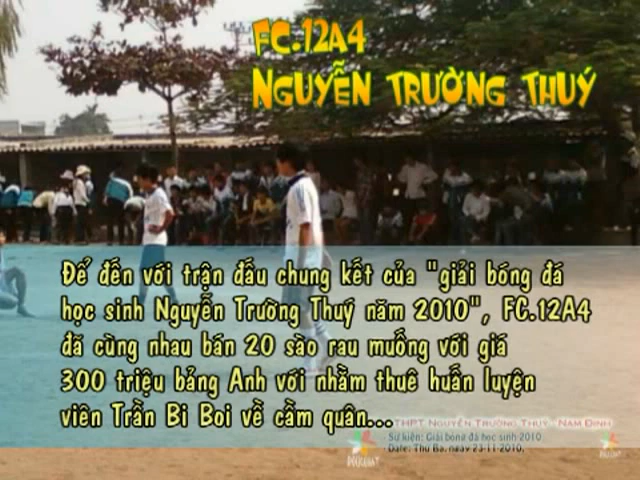 FC.12A4
NGUYỄN TRƯỜNG THUÝ
Để đến với trận đấu chung kết của "giải bóng đá
học sinh Nguyễn Trường Thuý năm 2010", FC.12A4
đã cùng nhau bán 20 sào rau muống với giá
300 triệu bảng Anh với nhằm thuê huấn luyện
viên Trần Bi Boi về cầm quân...
THPT NGUYỄN TRƯỜNG THUÝ - NAM ĐỊNH
Sự kiện: Giải bóng đá học sinh 2010
Date: Thứ Ba, ngày 23-11-2010.